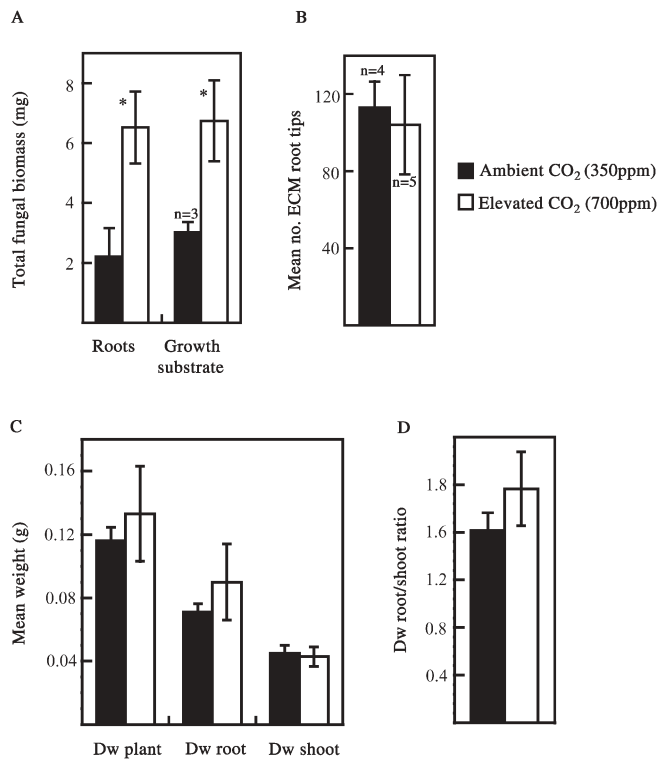 A
Total fungal biomass (mg)
8
6
4
2
*
*
n=3
Roots
Growth
substrate
B
Mean no. ECM root tips
120
80
40
n=4
n=5
Ambient CO₂ (350ppm)
Elevated CO₂ (700ppm)
C
Mean weight (g)
0.16
0.12
0.08
0.04
Dw plant
Dw root
Dw shoot
D
Dw root/shoot ratio
1.8
1.6
1.2
0.8
0.4